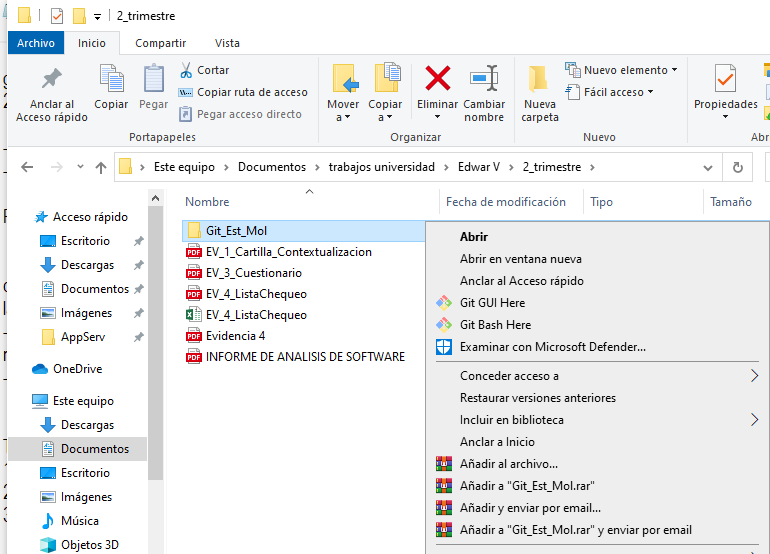 2_trimestre
Archivo Inicio Compartir Vista
Anclar al Acceso rápido
Copiar
Pegar
Cortar
Copiar ruta de acceso
Pegar acceso directo
Mover a
Copiar a
Eliminar
Cambiar nombre
Nueva carpeta
Nuevo elemento
Fácil acceso
Propiedades
Portapapeles Organizar Nuevo
Este equipo Documentos trabajos universidad Edwar V 2_trimestre
Nombre Fecha de modificación Tipo Tamaño
Acceso rápido
Escritorio
Descargas
Documentos
Imágenes
AppServ
OneDrive
Este equipo
Descargas
Documentos
Escritorio
Imágenes
Música
Objetos 3D
Git_Est_Mol
EV_1_Cartilla_Contextualizacion
EV_3_Cuestionario
EV_4_ListaChequeo
EV_4_ListaChequeo
Evidencia 4
INFORME DE ANALISIS DE SOFTWARE
Abrir
Abrir en ventana nueva
Anclar al Acceso rápido
Git GUI Here
Git Bash Here
Examinar con Microsoft Defender...
Conceder acceso a
Restaurar versiones anteriores
Incluir en biblioteca
Anclar a Inicio
Añadir al archivo...
Añadir a "Git_Est_Mol.rar"
Añadir y enviar por email...
Añadir a "Git_Est_Mol.rar" y enviar por email